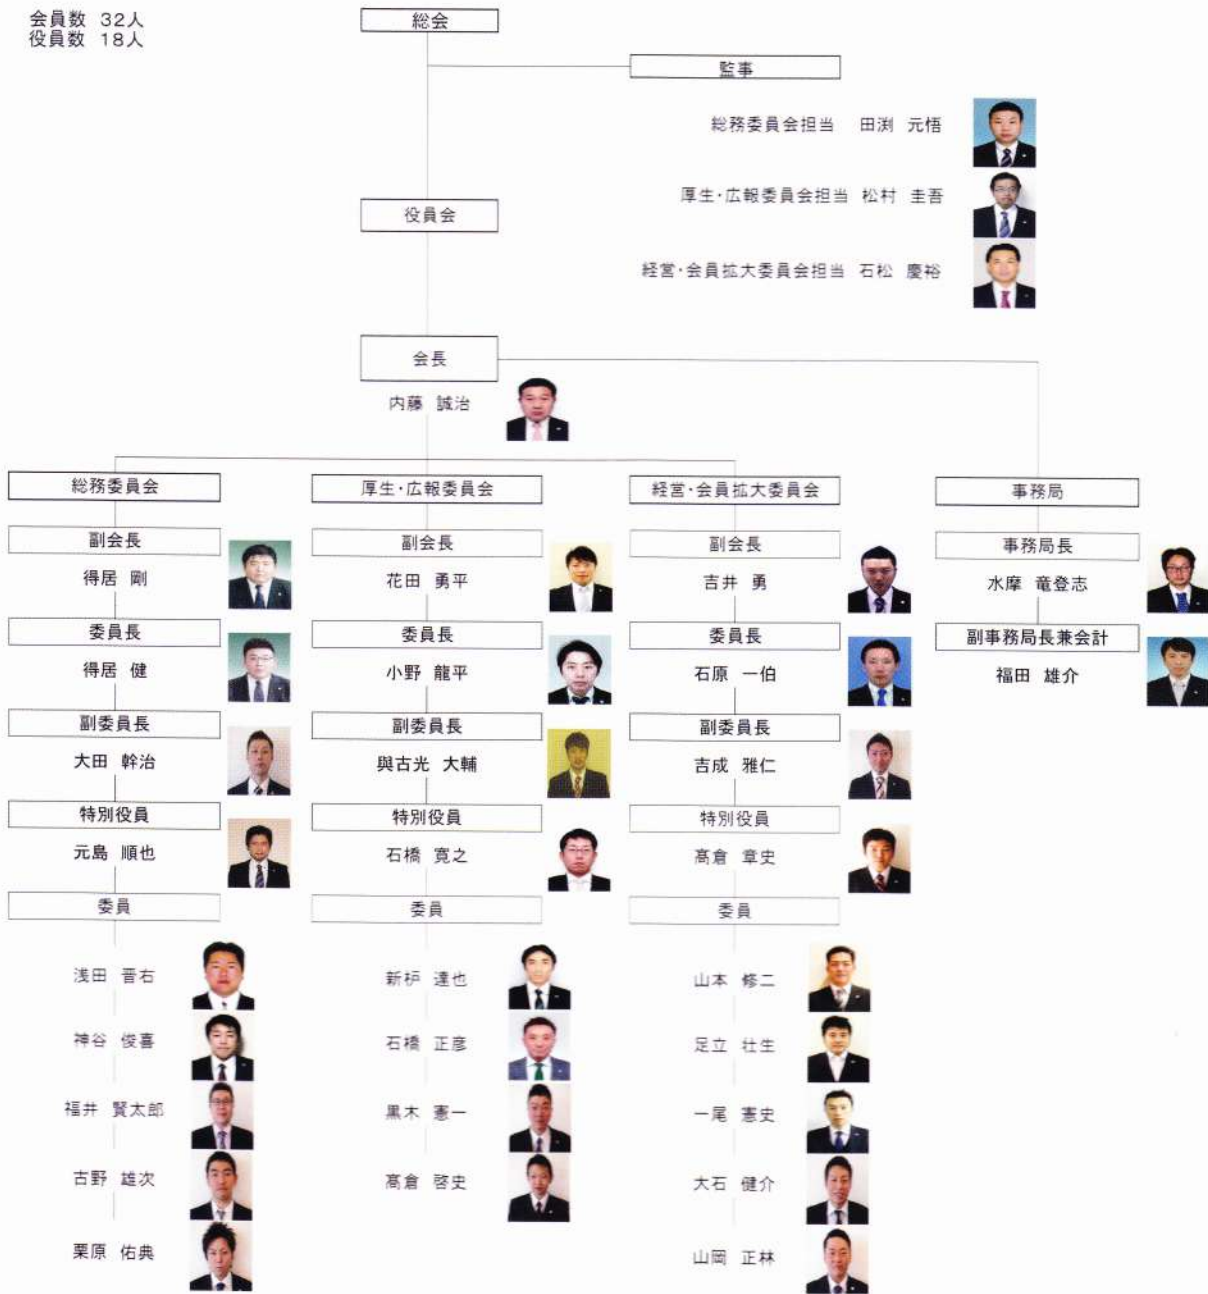 会員数 32人
役員数 18人
総会
監事
総務委員会担当 田渕 元悟
厚生・広報委員会担当 松村 圭吾
経営・会員拡大委員会担当 石松 慶裕
役員会
会長
内藤 誠治
総務委員会
副会長
得居 剛
委員長
得居 健
副委員長
大田 幹治
特別役員
元島 順也
委員
浅田 晋右
神谷 俊喜
福井 賢太郎
古野 雄次
栗原 佑典
厚生・広報委員会
副会長
花田 勇平
委員長
小野 龍平
副委員長
與古光 大輔
特別役員
石橋 寛之
委員
新枦 達也
石橋 正彦
黒木 憲一
髙倉 啓史
経営・会員拡大委員会
副会長
吉井 勇
委員長
石原 一伯
副委員長
吉成 雅仁
特別役員
髙倉 章史
委員
山本 修二
足立 壮生
一尾 憲史
大石 健介
山岡 正林
事務局
事務局長
水摩 竜登志
副事務局長兼会計
福田 雄介